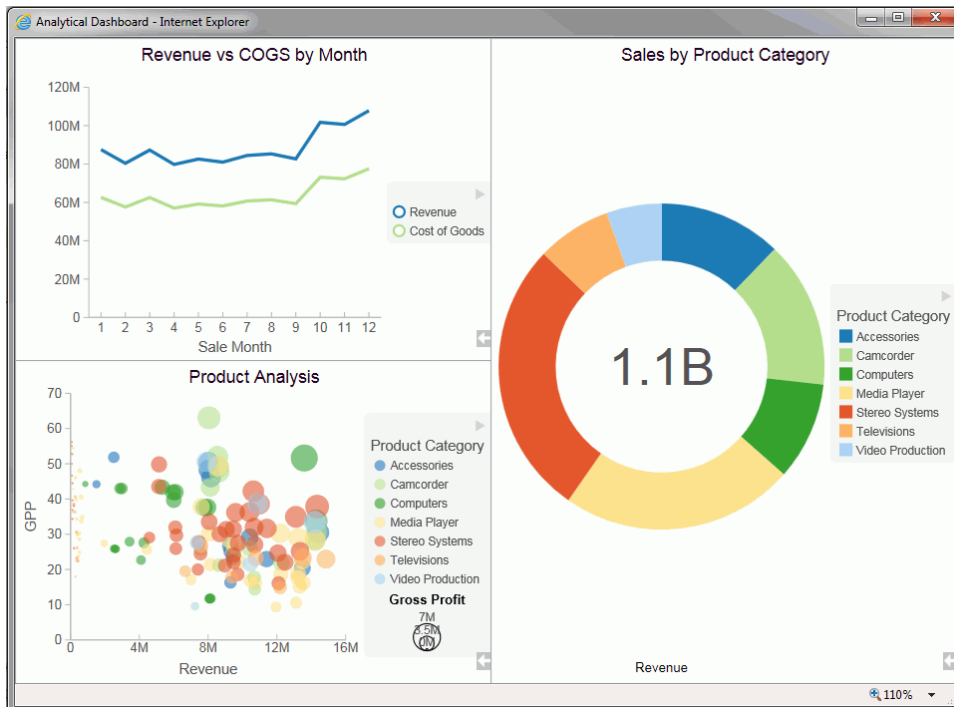 Analytical Dashboard - Internet Explorer
Revenue vs COGS by Month
120M
100M
80M
60M
40M
20M
0
1 2 3 4 5 6 7 8 9 10 11 12
Sale Month
Revenue
Cost of Goods
Product Analysis
70
60
50
40
30
20
10
0
GPP
0 4M 8M 12M 16M
Revenue
Product Category
Accessories
Camcorder
Computers
Media Player
Stereo Systems
Televisions
Video Production
Gross Profit
7M
3.5M
0M
Sales by Product Category
1.1B
Product Category
Accessories
Camcorder
Computers
Media Player
Stereo Systems
Televisions
Video Production
Revenue
110%